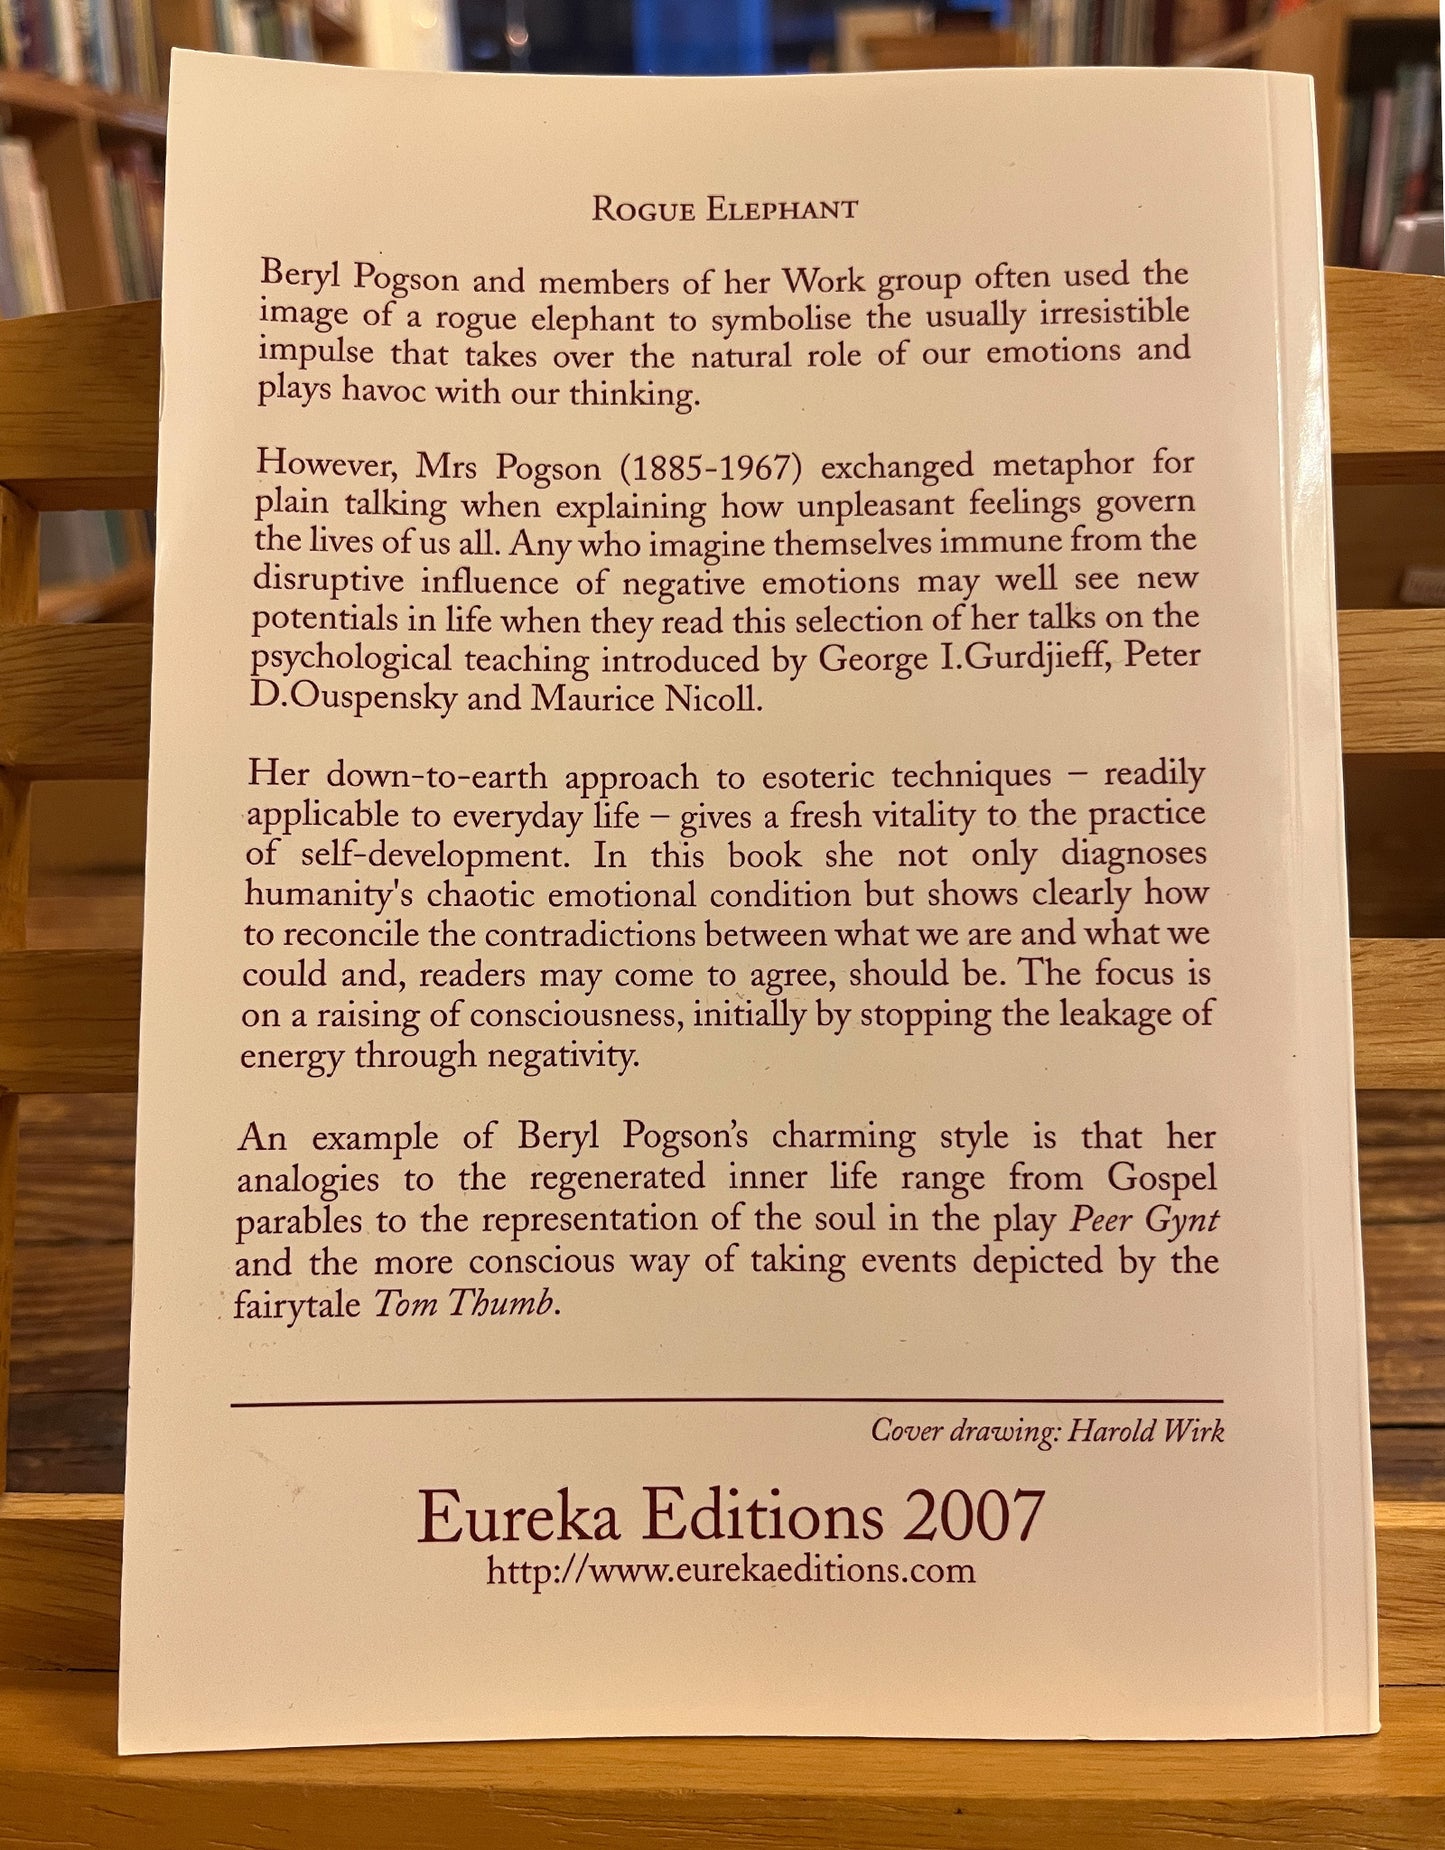 Rogue Elephant
Beryl Pogson and members of her Work group often used the
image of a rogue elephant to symbolise the usually irresistible
impulse that takes over the natural role of our emotions and
plays havoc with our thinking.
However, Mrs Pogson (1885-1967) exchanged metaphor for
plain talking when explaining how unpleasant feelings govern
the lives of us all. Any who imagine themselves immune from the
disruptive influence of negative emotions may well see new
potentials in life when they read this selection of her talks on the
psychological teaching introduced by George I.Gurdjieff, Peter
D.Ouspensky and Maurice Nicoll.
Her down-to-earth approach to esoteric techniques – readily
applicable to everyday life – gives a fresh vitality to the practice
of self-development. In this book she not only diagnoses
humanity's chaotic emotional condition but shows clearly how
to reconcile the contradictions between what we are and what we
could and, readers may come to agree, should be. The focus is
on a raising of consciousness, initially by stopping the leakage of
energy through negativity.
An example of Beryl Pogson’s charming style is that her
analogies to the regenerated inner life range from Gospel
parables to the representation of the soul in the play Peer Gynt
and the more conscious way of taking events depicted by the
fairytale Tom Thumb.
Cover drawing: Harold Wirk
Eureka Editions 2007
http://www.eurekaeditions.com